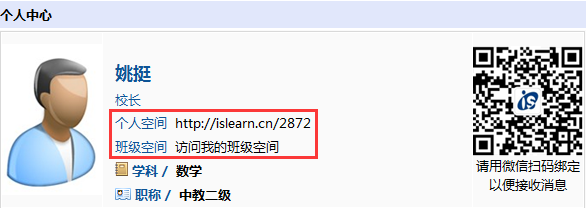 个人中心
姚挺
校长
个人空间 http://islearn.cn/2872
班级空间 访问我的班级空间
学科 / 数学
职称 / 中教二级
iS
请用微信扫码绑定
以便接收消息